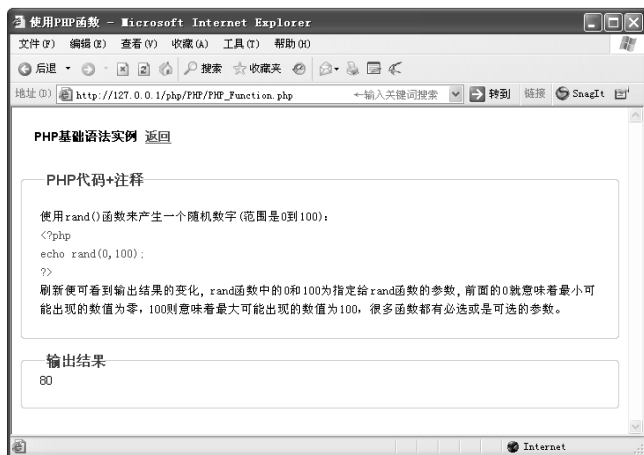 使用PHP函数 - Microsoft Internet Explorer
文件(F) 编辑(E) 查看(V) 收藏(A) 工具(T) 帮助(H)
后退 搜索 收藏夹
地址(D) http://127.0.0.1/php/PHP/PHP_Function.php ←输入关键词搜索 转到 链接 SnagIt
PHP基础语法实例 返回
PHP代码+注释
使用rand()函数来产生一个随机数字(范围是0到100):
<?php
echo rand(0,100);
?>
刷新便可看到输出结果的变化, rand函数中的0和100为指定给rand函数的参数, 前面的0就意味着最小可
能出现的数值为零, 100则意味着最大可能出现的数值为100, 很多函数都有必选或是可选的参数。
输出结果
80
Internet